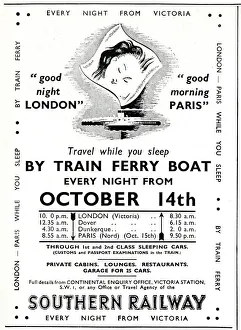 EVERY NIGHT FROM VICTORIA
BY TRAIN FERRY
LONDON — PARIS WHILE YOU SLEEP
"good
night
LONDON"
"good
morning
PARIS"
Travel while you sleep
BY TRAIN FERRY BOAT
EVERY NIGHT FROM
OCTOBER 14th
10. 0 p.m. LONDON (Victoria) .. 8.30 a.m.
12.35 a.m. Dover .. .. 6.15 a.m.
4.30 a.m. Dunkerque .. .. 2. 0 a.m.
8.55 a.m. PARIS (Nord) (Oct. 15th) 9.50 p.m.
THROUGH 1st and 2nd CLASS SLEEPING CARS.
(CUSTOMS and PASSPORT EXAMINATIONS in the TRAIN.)
PRIVATE CABINS. LOUNGES. RESTAURANTS.
GARAGE FOR 25 CARS.
Full details from CONTINENTAL ENQUIRY OFFICE, VICTORIA STATION,
S.W.1, or any Office or Travel Agency of the
SOUTHERN RAILWAY
EVERY NIGHT FROM VICTORIA
LONDON — PARIS WHILE YOU SLEEP
BY TRAIN FERRY